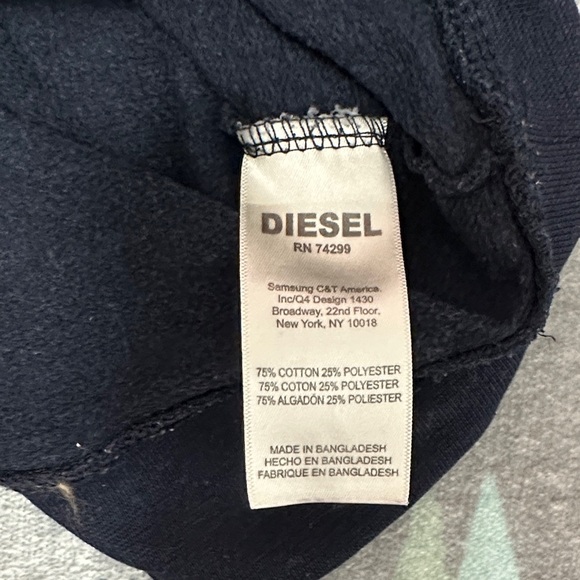 DIESEL
RN 74299
Samsung C&T America.
Inc/Q4 Design 1430
Broadway, 22nd Floor,
New York, NY 10018
75% COTTON 25% POLYESTER
75% COTON 25% POLYESTER
75% ALGADÓN 25% POLIESTER
MADE IN BANGLADESH
HECHO EN BANGLADESH
FABRIQUE EN BANGLADESH